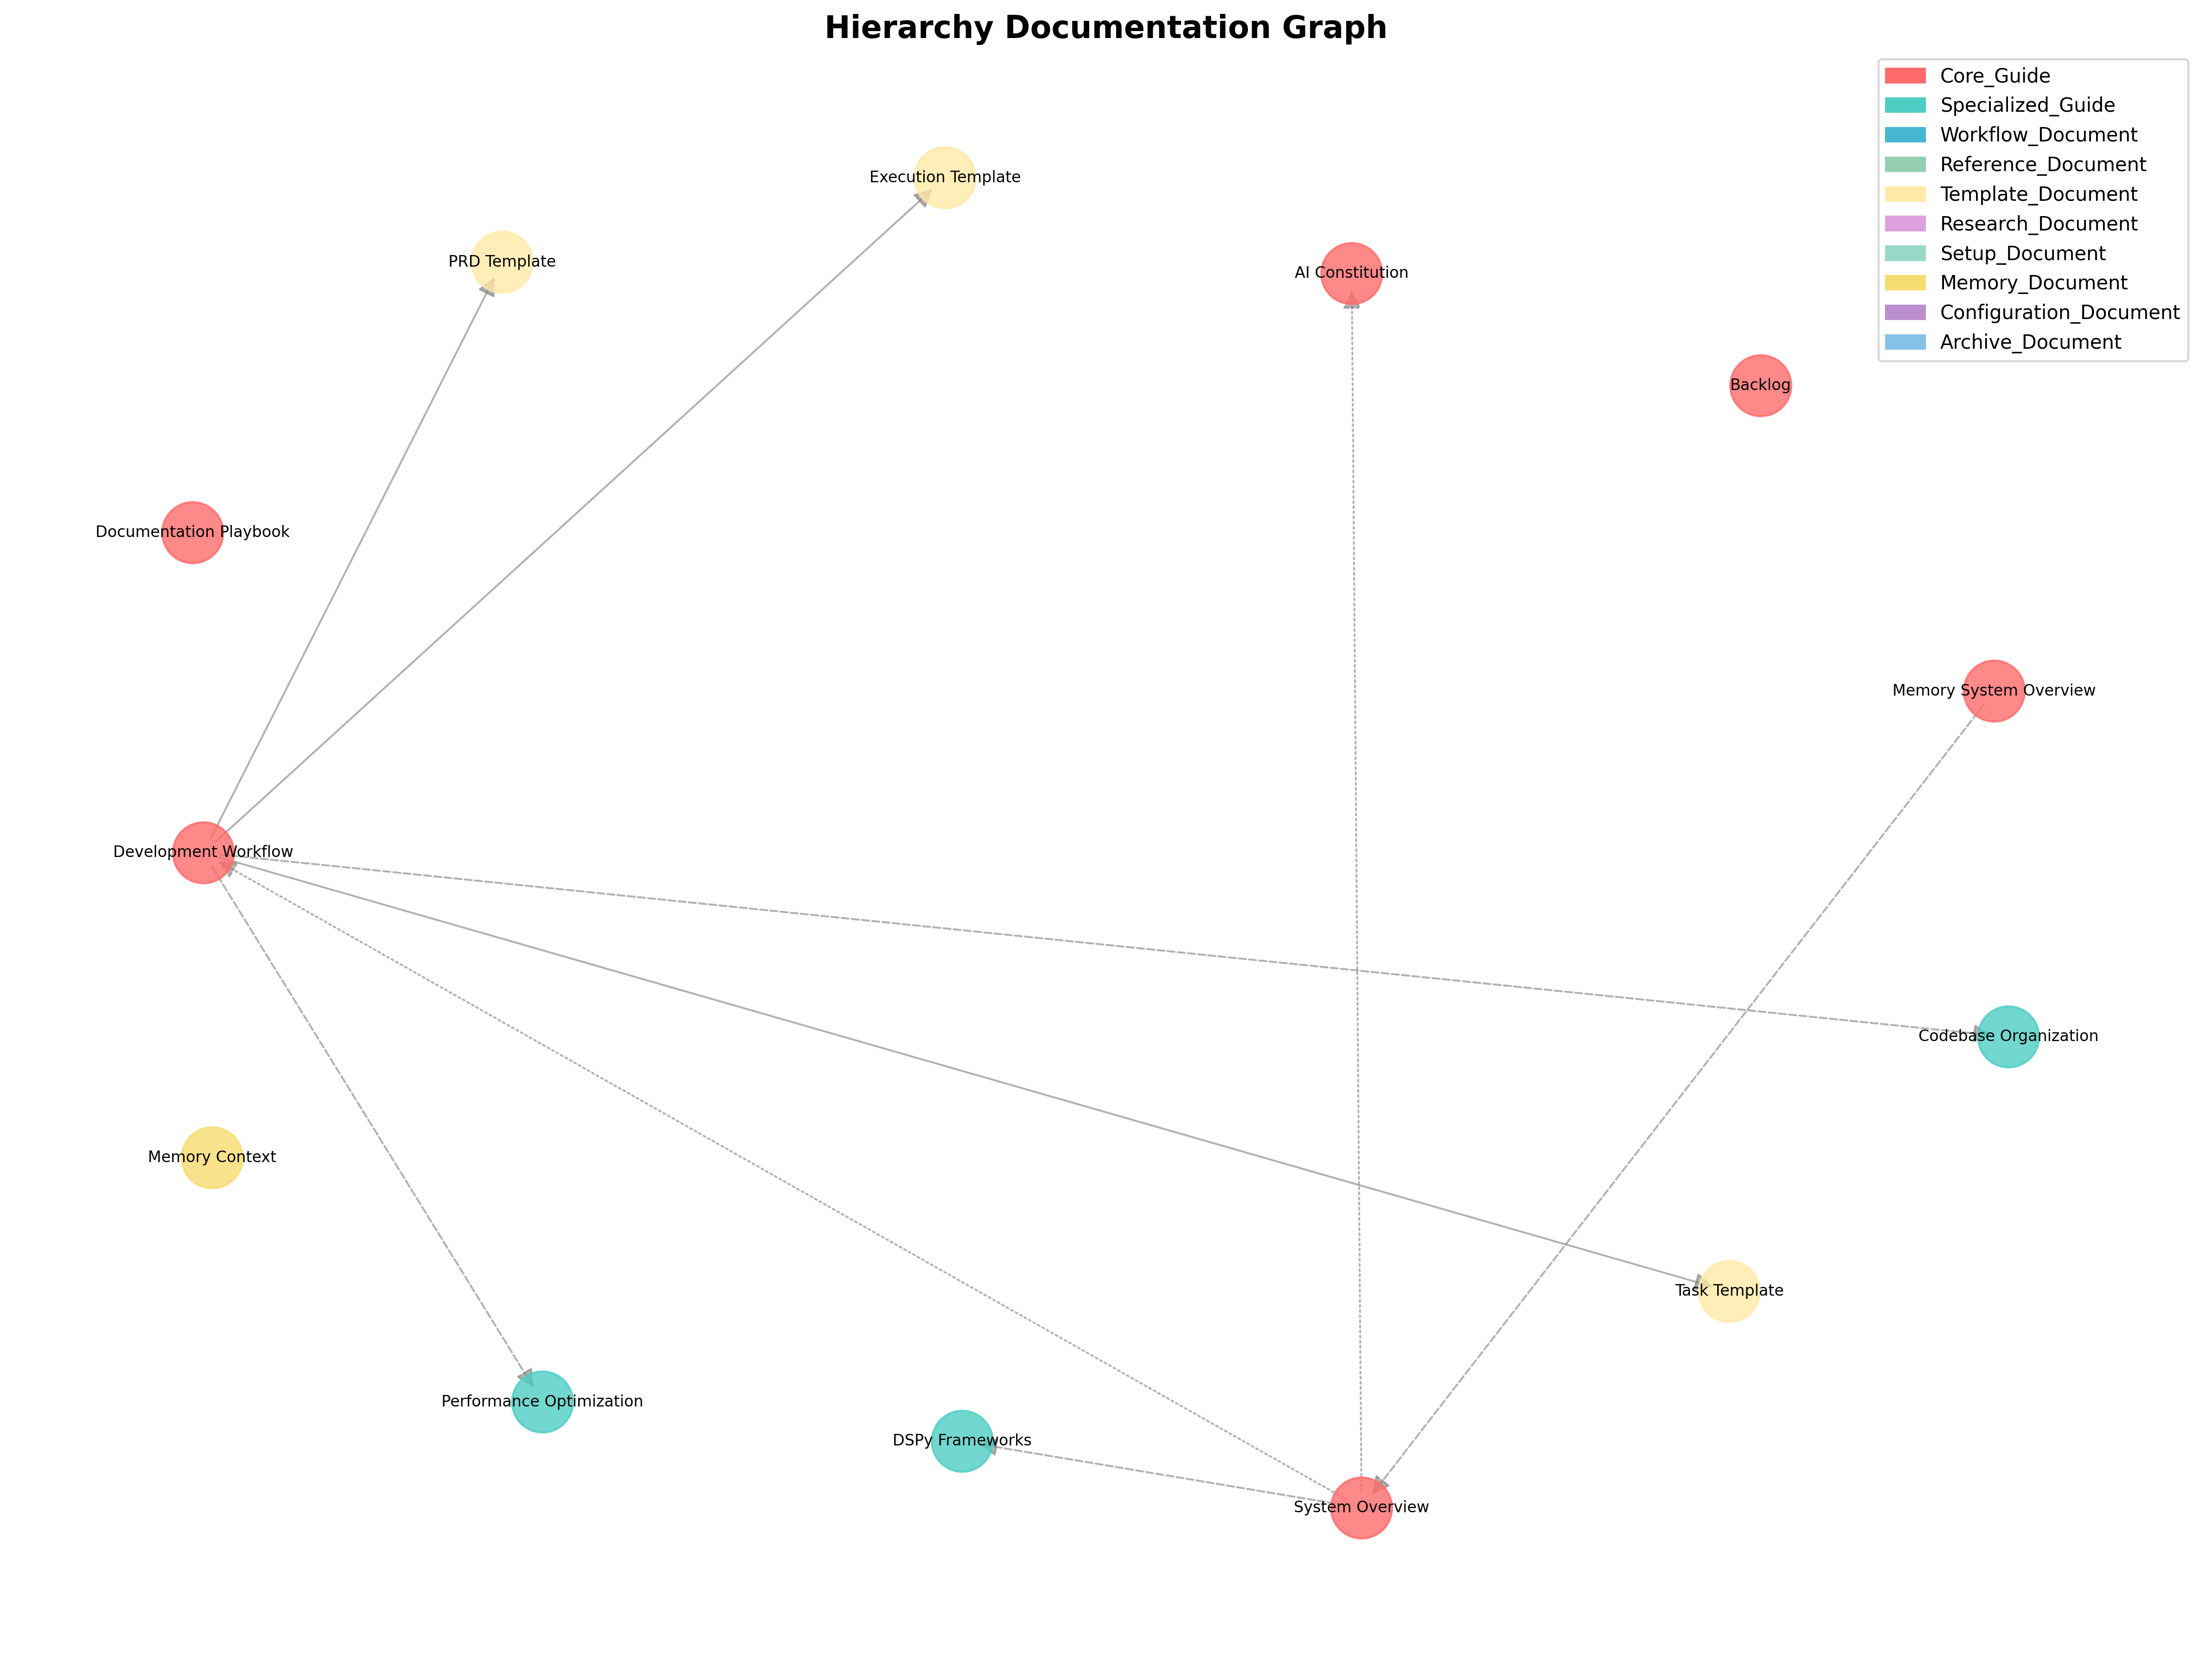 Hierarchy Documentation Graph
Core_Guide
Specialized_Guide
Workflow_Document
Reference_Document
Template_Document
Research_Document
Setup_Document
Memory_Document
Configuration_Document
Archive_Document
Execution Template
PRD Template
AI Constitution
Backlog
Documentation Playbook
Memory System Overview
Development Workflow
Codebase Organization
Memory Context
Task Template
Performance Optimization
DSPy Frameworks
System Overview